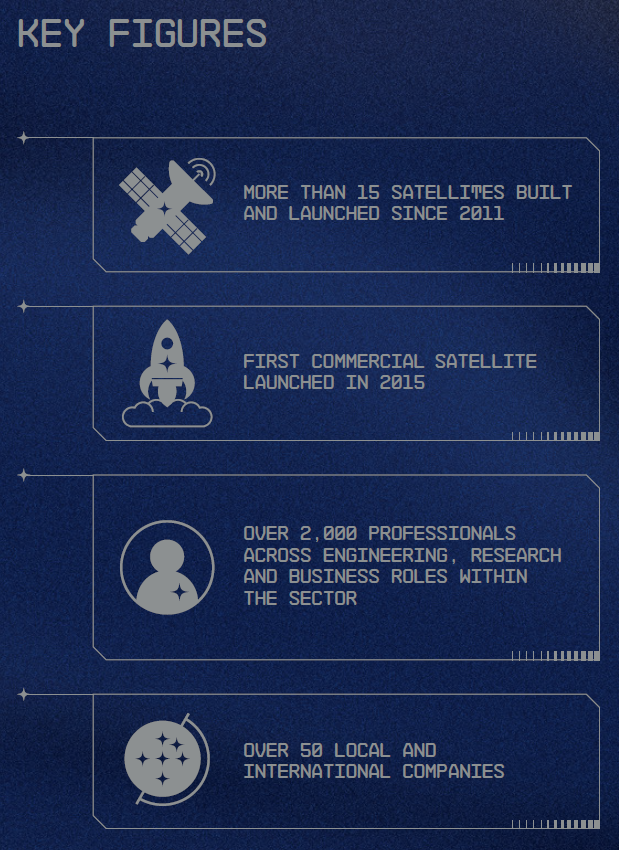 KEY FIGURES
MORE THAN 15 SATELLITES BUILT
AND LAUNCHED SINCE 2011
FIRST COMMERCIAL SATELLITE
LAUNCHED IN 2015
OVER 2,000 PROFESSIONALS
ACROSS ENGINEERING, RESEARCH
AND BUSINESS ROLES WITHIN
THE SECTOR
OVER 50 LOCAL AND
INTERNATIONAL COMPANIES